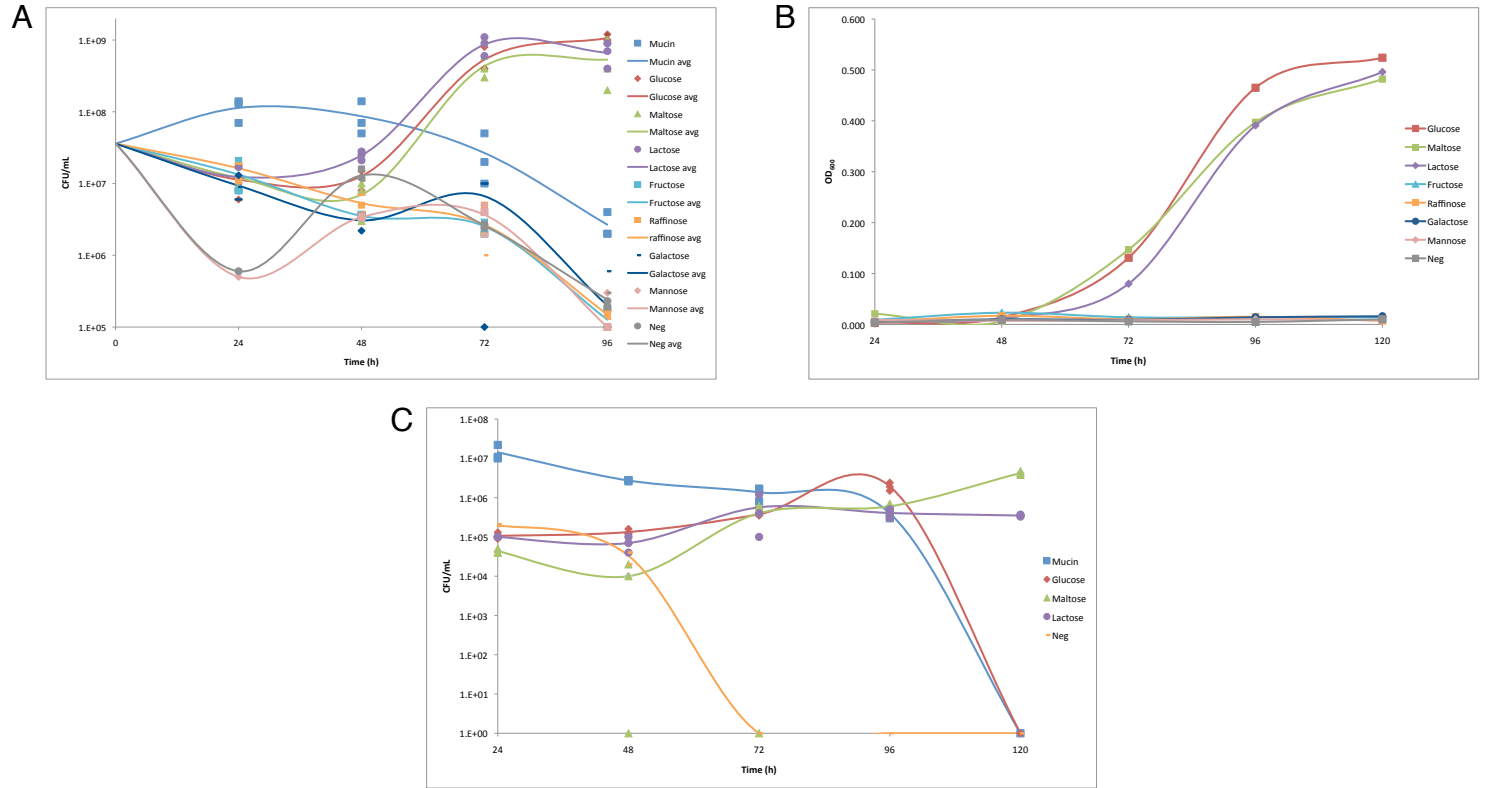 A
1.E+09
1.E+08
1.E+07
1.E+06
1.E+05
CFU/mL
0
24
48
72
96
Time (h)
Mucin
Mucin avg
Glucose
Glucose avg
Maltose
Maltose avg
Lactose
Lactose avg
Fructose
Fructose avg
Raffinose
raffinose avg
Galactose
Galactose avg
Mannose
Mannose avg
Neg
Neg avg
B
0.600
0.500
0.400
0.300
0.200
0.100
0.000
OD600
24
48
72
96
120
Time (h)
Glucose
Maltose
Lactose
Fructose
Raffinose
Galactose
Mannose
Neg
C
1.E+08
1.E+07
1.E+06
1.E+05
1.E+04
1.E+03
1.E+02
1.E+01
1.E+00
CFU/mL
24
48
72
96
120
Time (h)
Mucin
Glucose
Maltose
Lactose
Neg